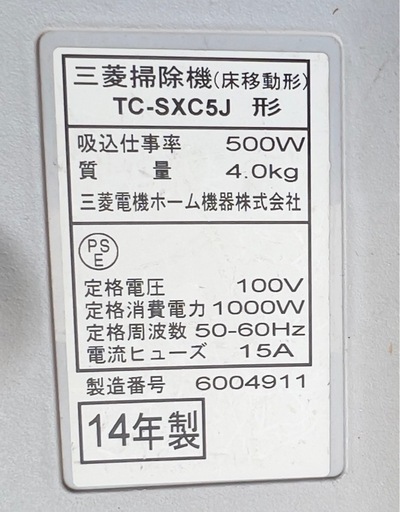 三菱掃除機(床移動形)
TC-SXC5J 形
吸込仕事率 500W
質量 4.0kg
三菱電機ホーム機器株式会社
PS
E
定格電圧 100V
定格消費電力 1000W
定格周波数 50-60Hz
電流ヒューズ 15A
製造番号 6004911
14年製